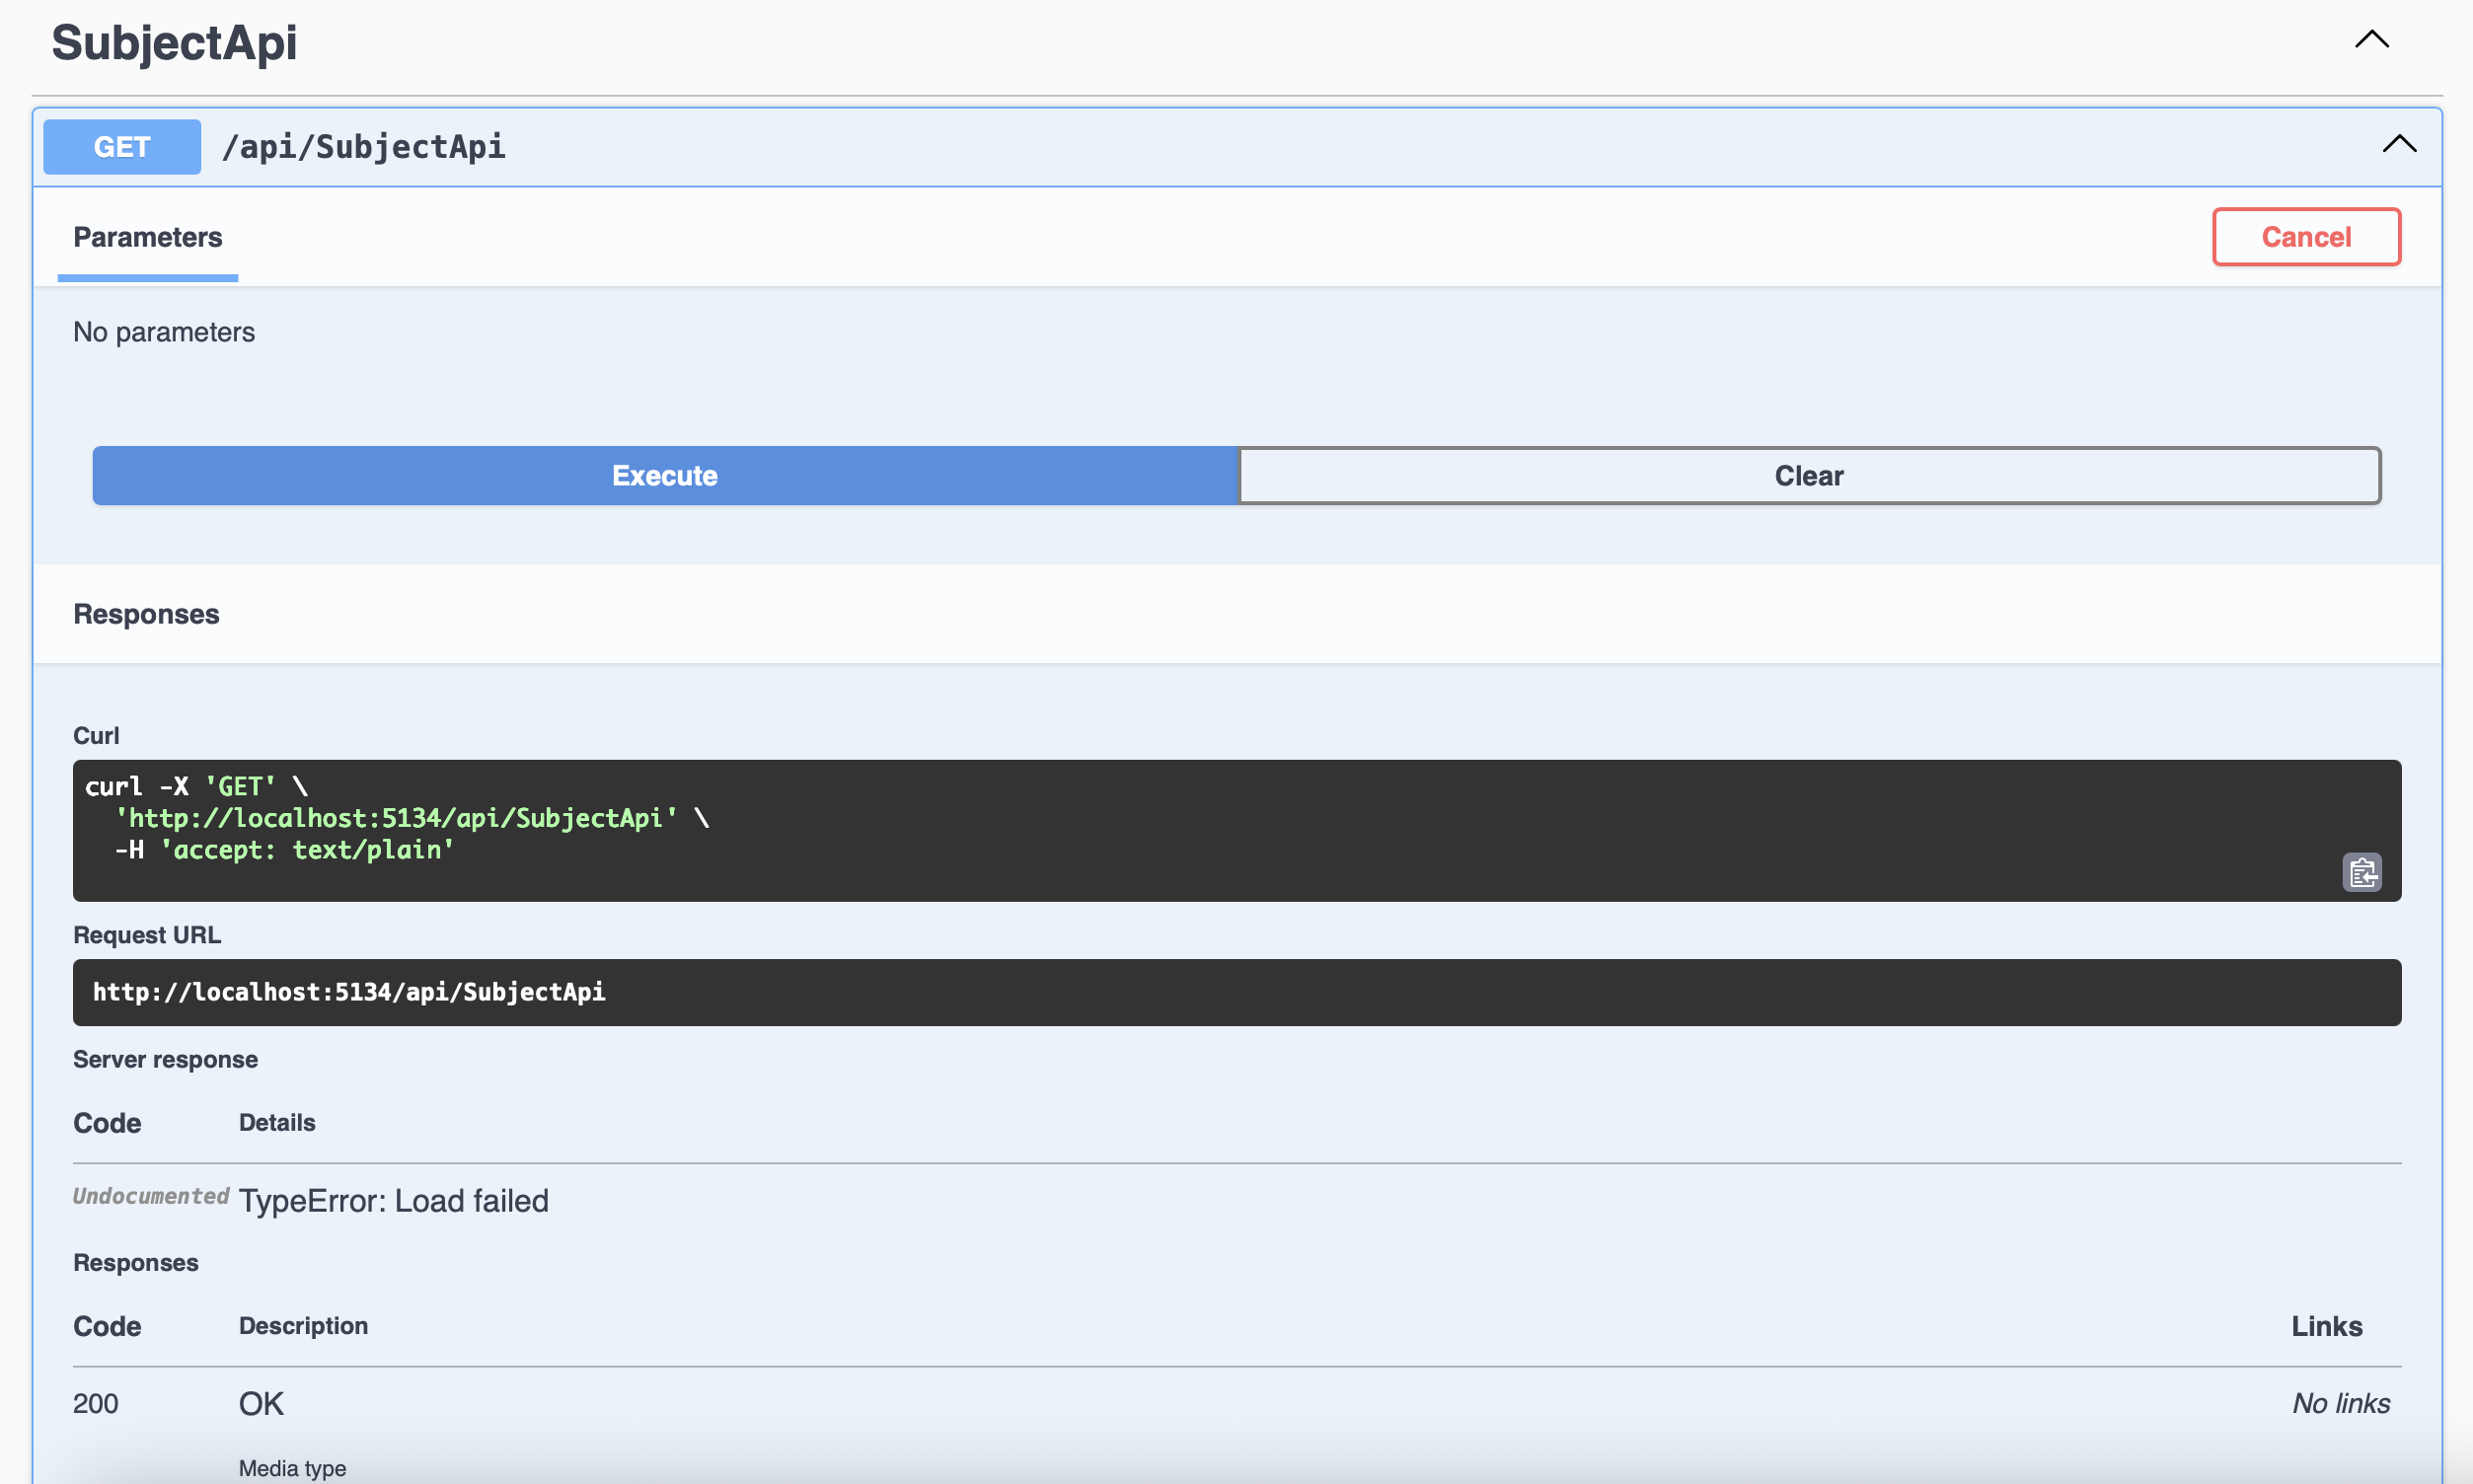 SubjectApi
GET /api/SubjectApi
Parameters
Cancel
No parameters
Execute
Clear
Responses
Curl
curl -X 'GET' \
  'http://localhost:5134/api/SubjectApi' \
  -H 'accept: text/plain'
Request URL
http://localhost:5134/api/SubjectApi
Server response
Code Details
Undocumented TypeError: Load failed
Responses
Code Description Links
200 OK No links
Media type